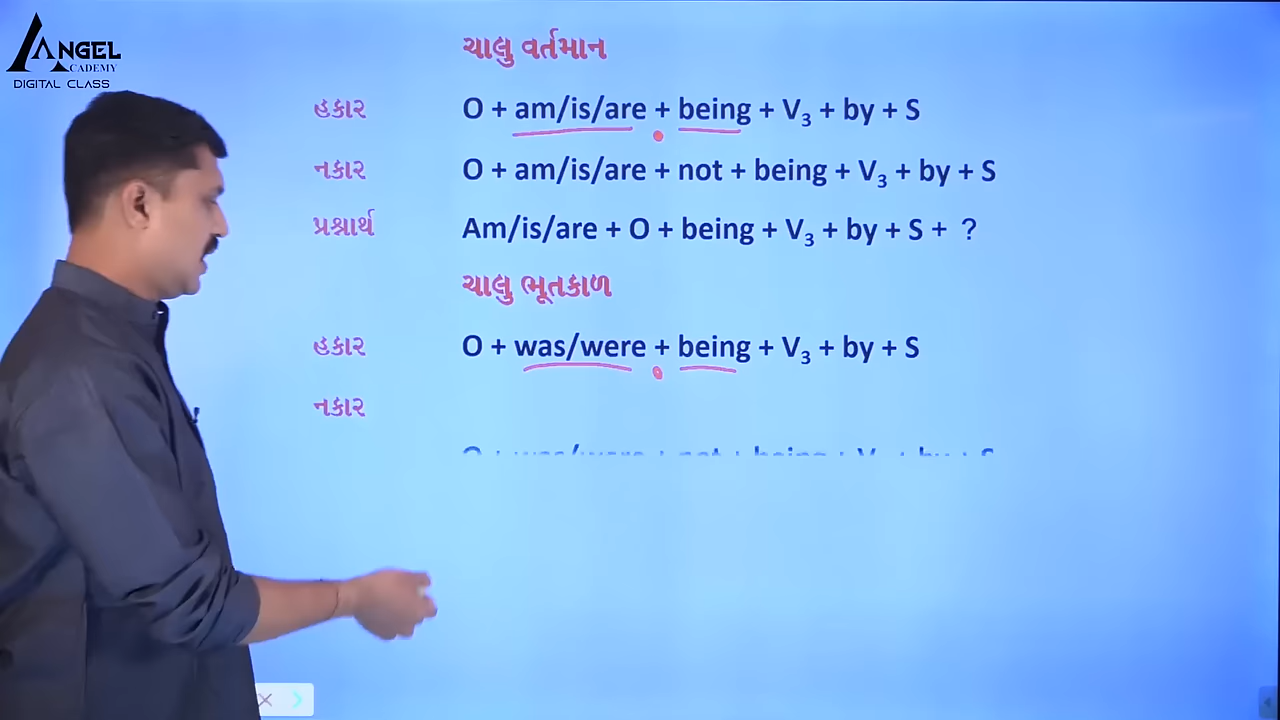 ANGEL
ACADEMY
DIGITAL CLASS
ચાલુ વર્તમાન
હકાર O + am/is/are + being + V₃ + by + S
નકાર O + am/is/are + not + being + V₃ + by + S
પ્રશ્નાર્થ Am/is/are + O + being + V₃ + by + S + ?
ચાલુ ભૂતકાળ
હકાર O + was/were + being + V₃ + by + S
નકાર